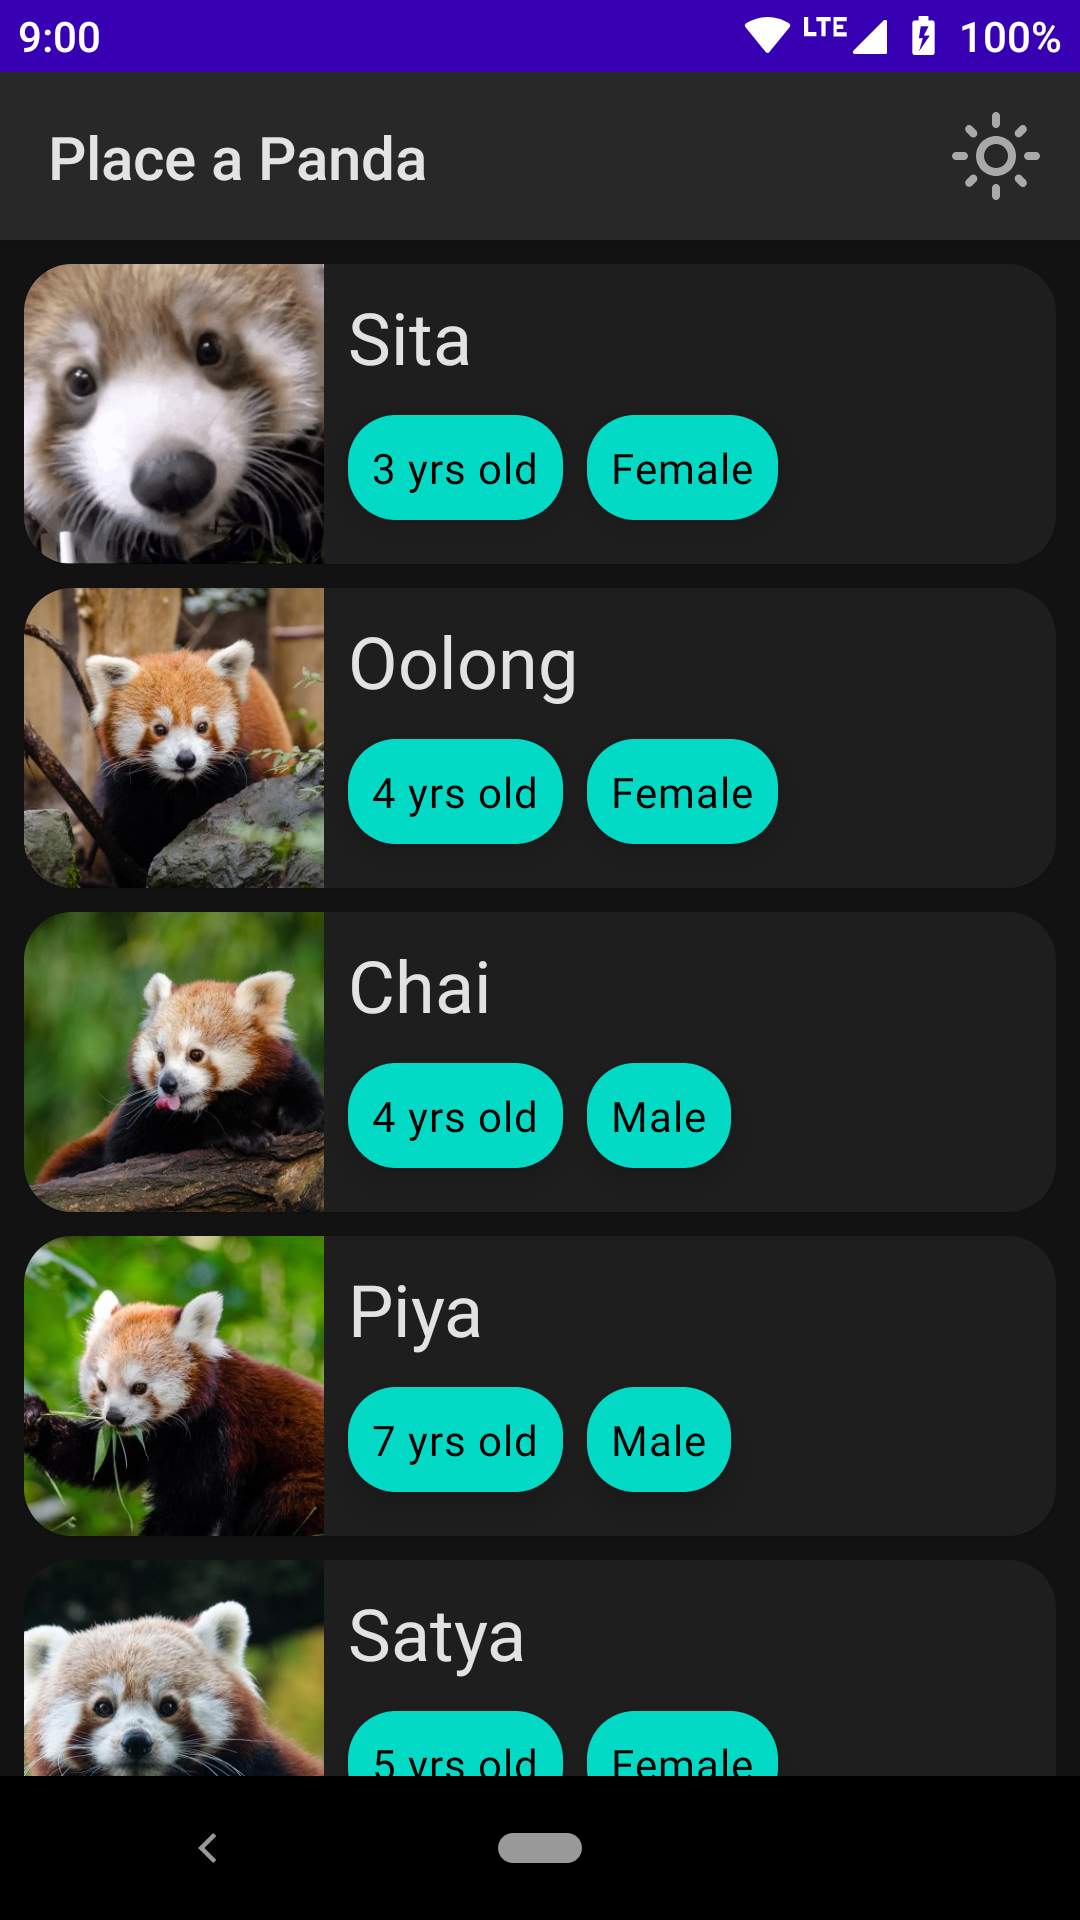 9:00 LTE 100%
Place a Panda
Sita
3 yrs old Female
Oolong
4 yrs old Female
Chai
4 yrs old Male
Piya
7 yrs old Male
Satya
5 yrs old Female